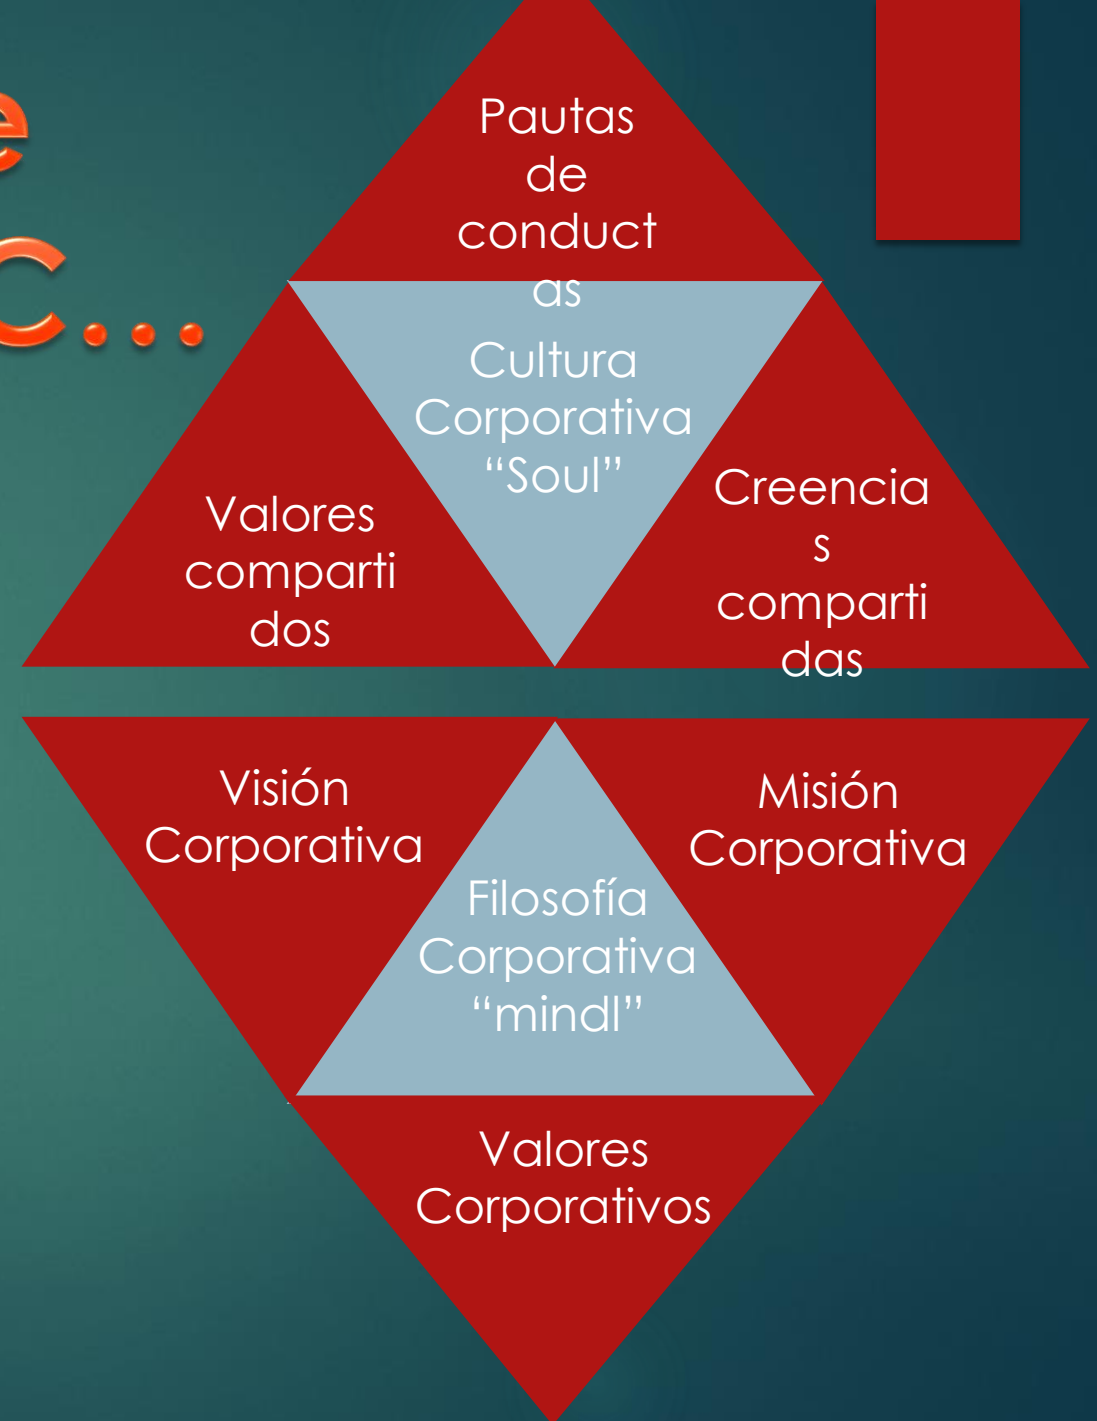 e
C...
Pautas
de
conduct
as
Cultura
Corporativa
“Soul”
Valores
comparti
dos
Creencia
s
comparti
das
Visión
Corporativa
Misión
Corporativa
Filosofía
Corporativa
“mindl”
Valores
Corporativos